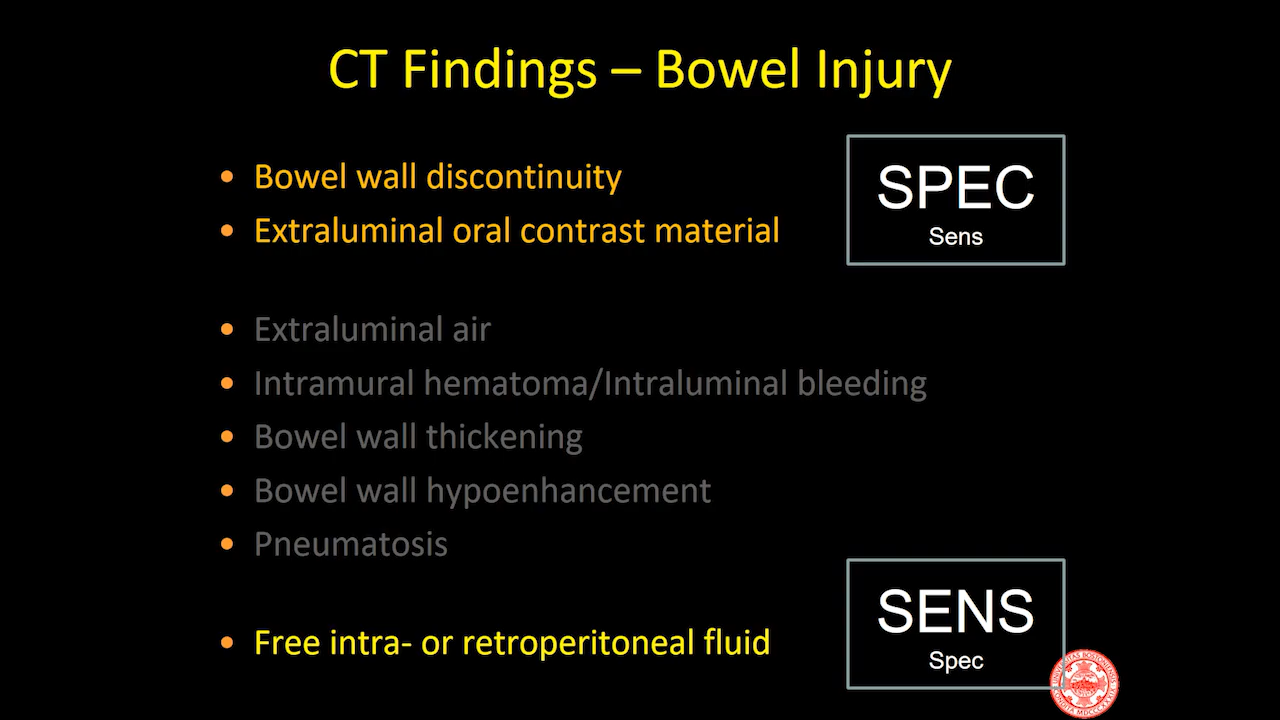 CT Findings – Bowel Injury
• Bowel wall discontinuity
• Extraluminal oral contrast material
SPEC
Sens
• Extraluminal air
• Intramural hematoma/Intraluminal bleeding
• Bowel wall thickening
• Bowel wall hypoenhancement
• Pneumatosis
• Free intra- or retroperitoneal fluid
SENS
Spec